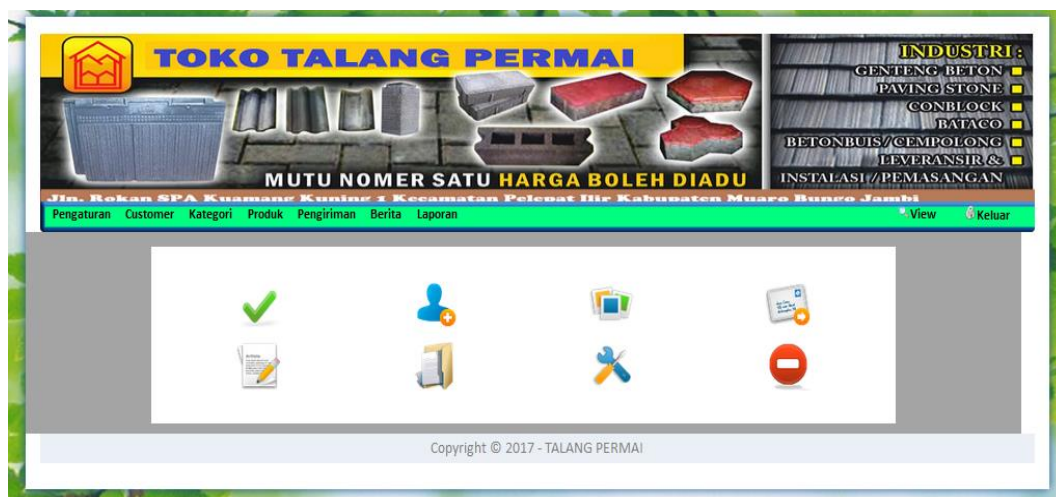 TOKO TALANG PERMAI
INDUSTRI :
GENTENG BETON
PAVING STONE
CONBLOCK
BATACO
BETONBUIS/CEMPOLONG
LEVERANSIR &
INSTALASI /PEMASANGAN
MUTU NOMER SATU HARGA BOLEH DIADU
Jln. Rokan SPA Kuamang Kuning 1 Kecamatan Pelepat Ilir Kabupaten Muaro Bungo Jambi
Pengaturan Customer Kategori Produk Pengiriman Berita Laporan View Keluar
Copyright © 2017 - TALANG PERMAI